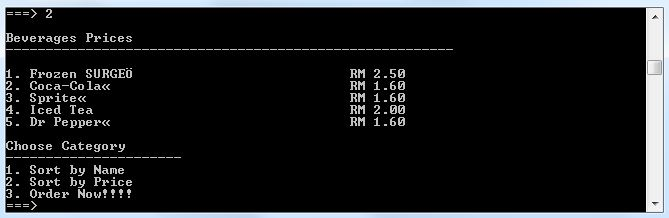 ===> 2
Beverages Prices
--------------------------------------------------------
1. Frozen SURGEÖ RM 2.50
2. Coca-Cola« RM 1.60
3. Sprite« RM 1.60
4. Iced Tea RM 2.00
5. Dr Pepper« RM 1.60
Choose Category
----------------------
1. Sort by Name
2. Sort by Price
3. Order Now!!!!
===>